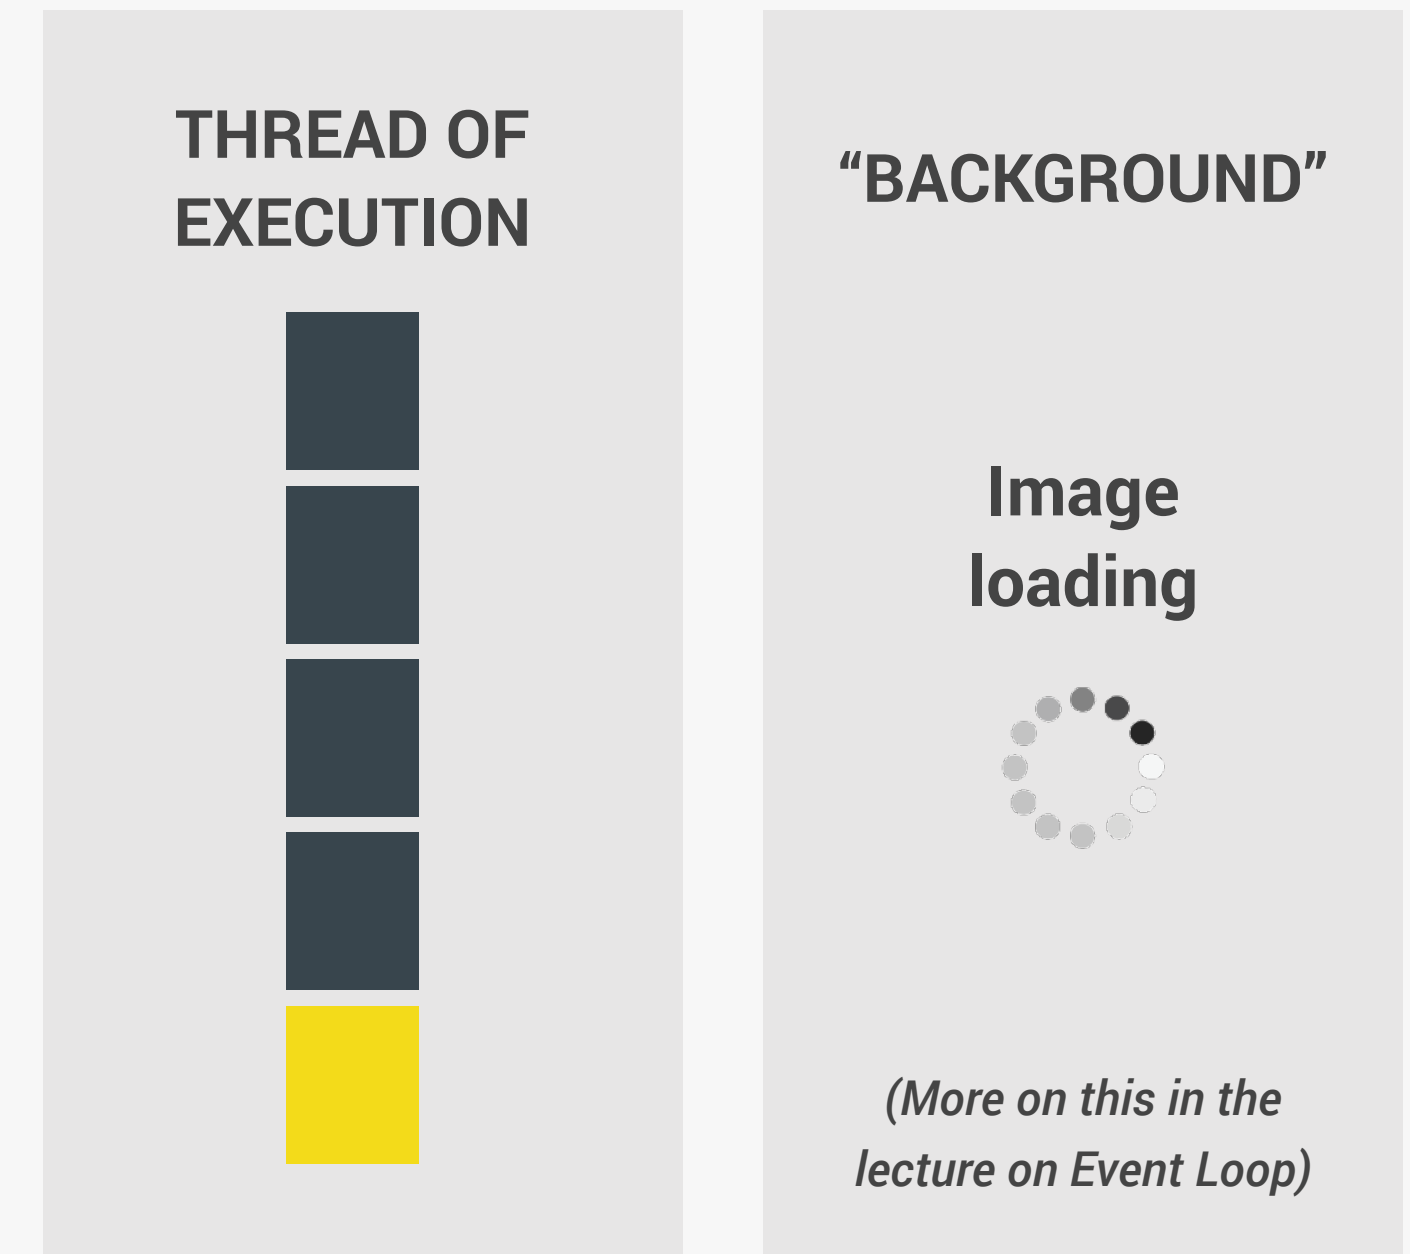 THREAD OF
EXECUTION
“BACKGROUND”
Image
loading
(More on this in the
lecture on Event Loop)